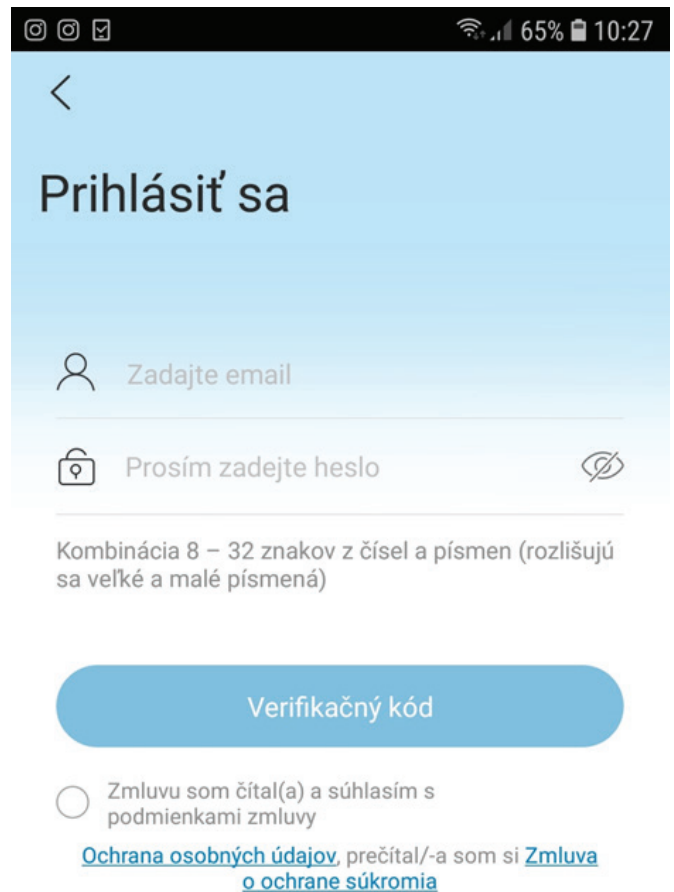 65% 10:27
Prihlásiť sa
Zadajte email
Prosím zadejte heslo
Kombinácia 8 – 32 znakov z čísel a písmen (rozlišujú
sa veľké a malé písmená)
Verifikačný kód
Zmluvu som čítal(a) a súhlasím s
podmienkami zmluvy
Ochrana osobných údajov, prečítal/-a som si Zmluva
o ochrane súkromia